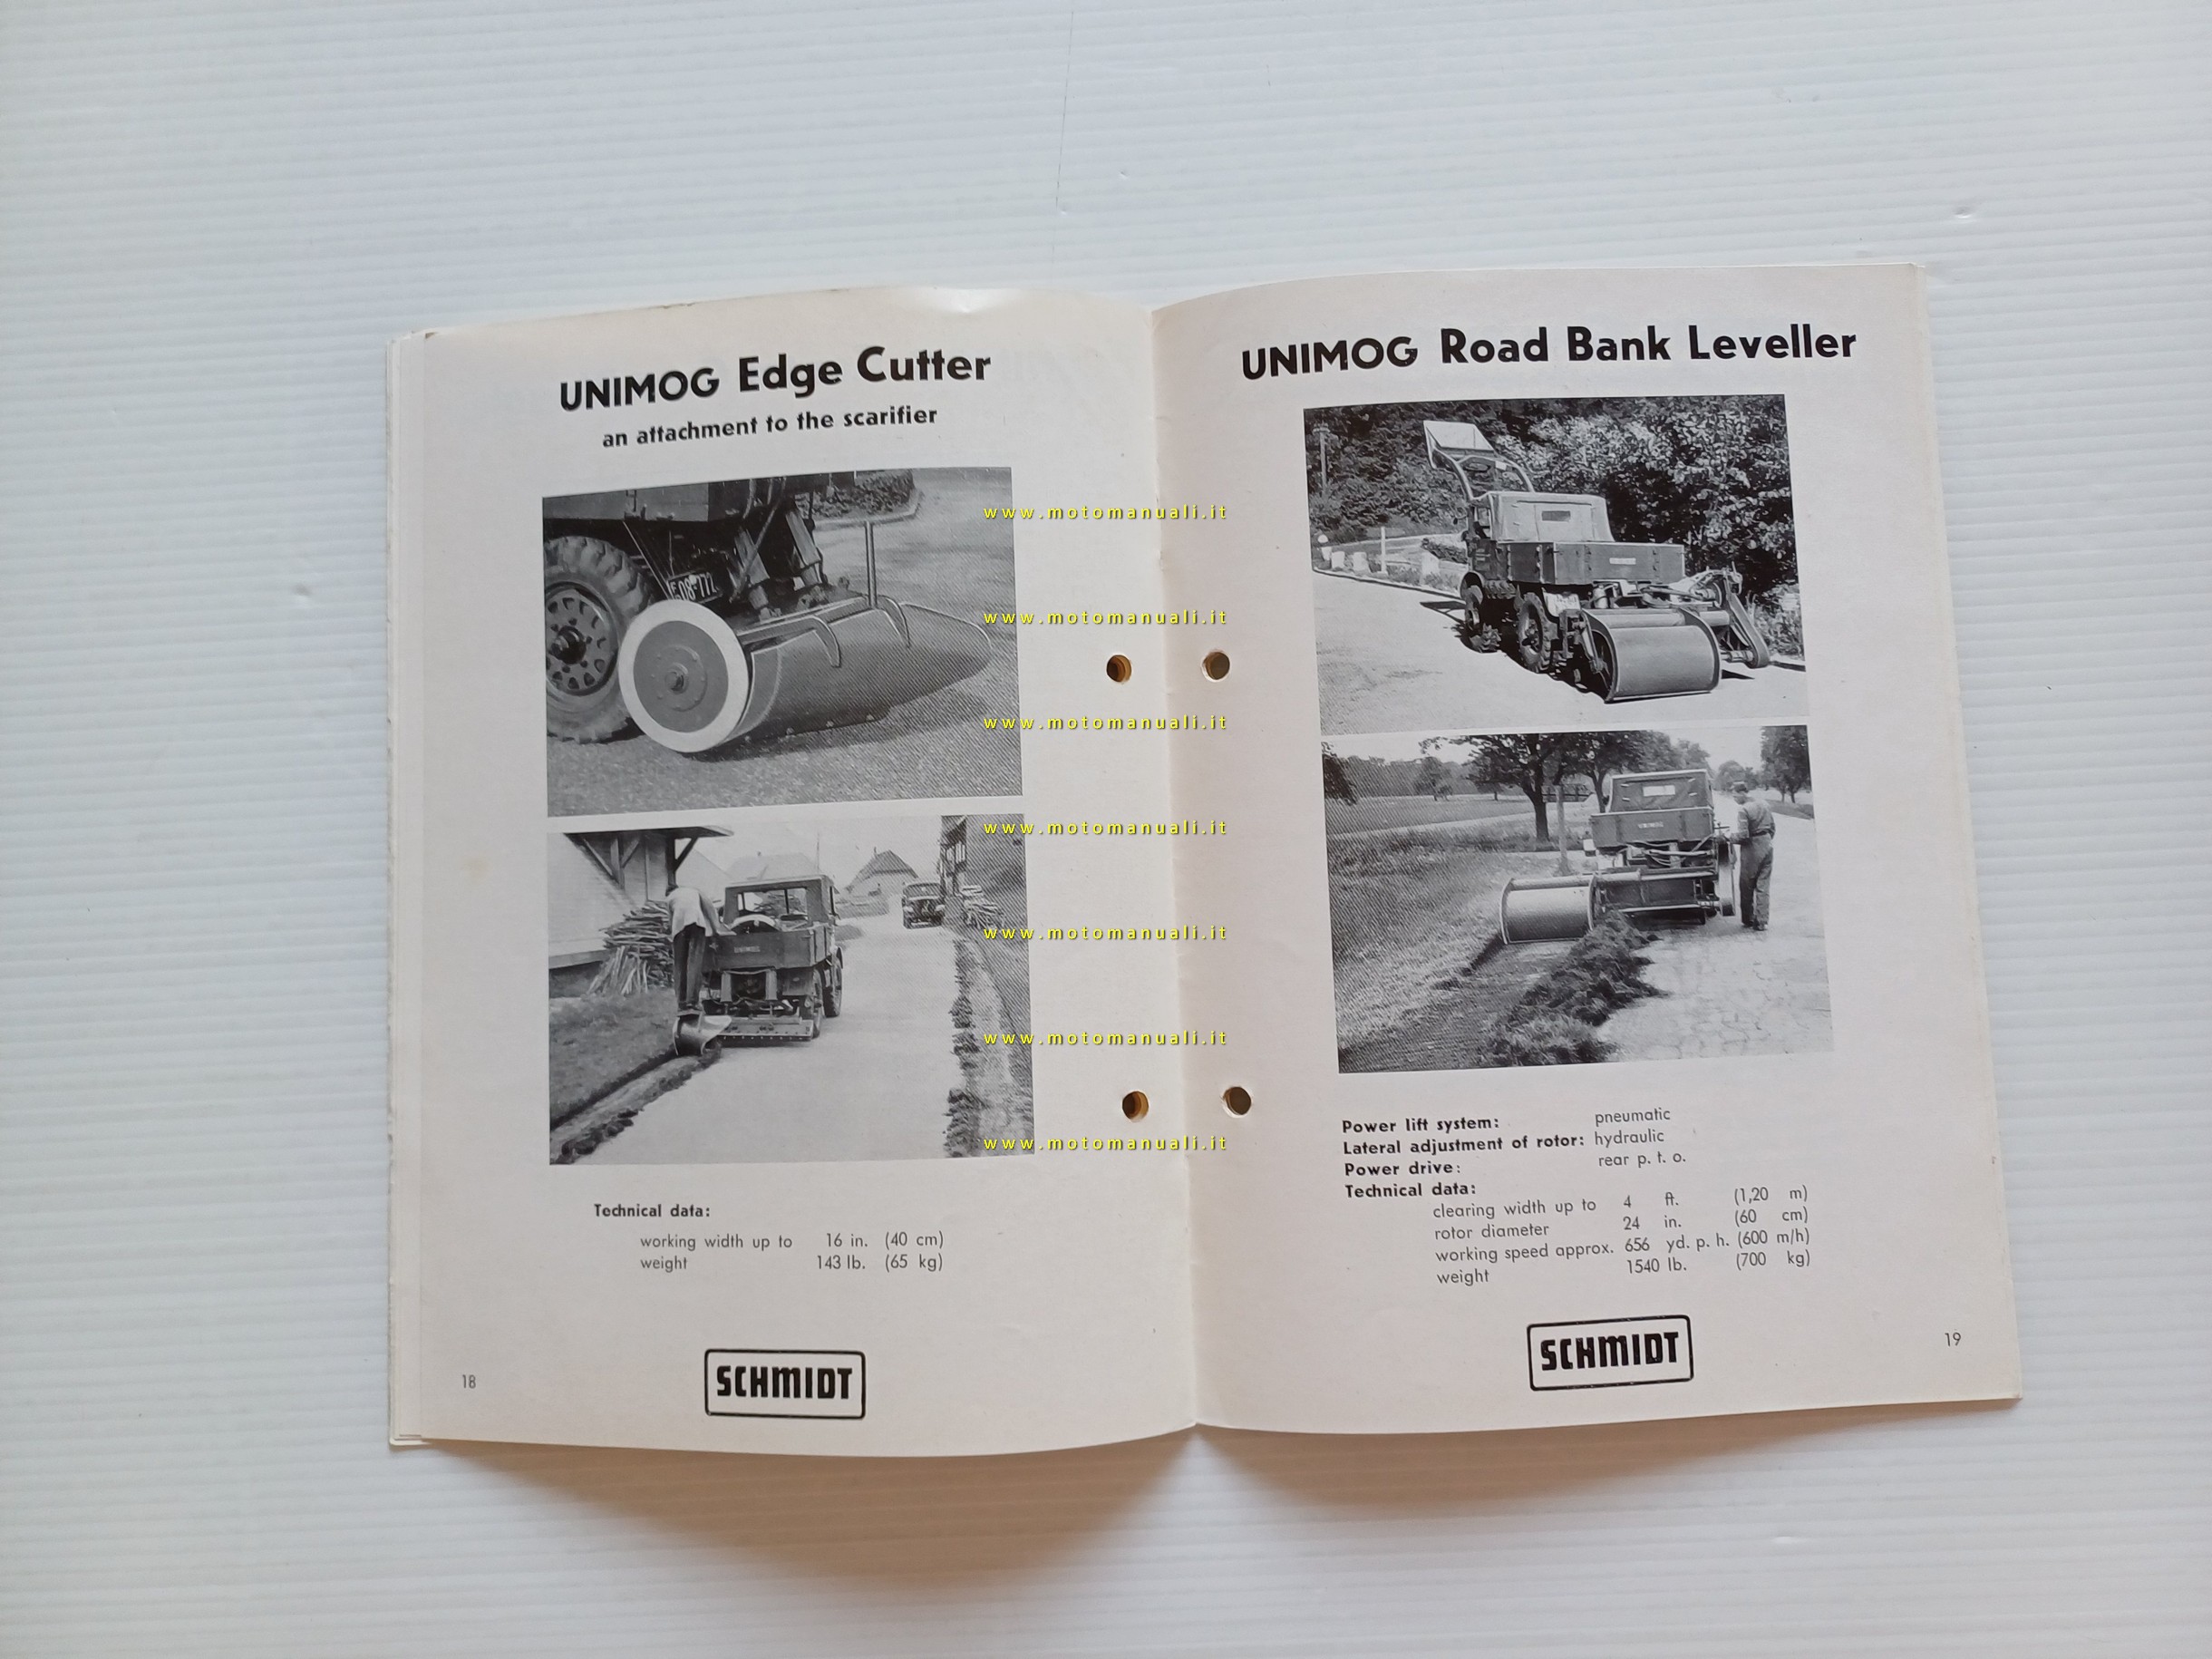 UNIMOG Edge Cutter
an attachment to the scarifier
508-772
UNIMOG
Technical data:
working width up to 16 in. (40 cm)
weight 143 lb. (65 kg)
SCHMIDT
18
UNIMOG Road Bank Leveller
UNIMOG
Power lift system: pneumatic
Lateral adjustment of rotor: hydraulic
Power drive: rear p. t. o.
Technical data:
clearing width up to 4 ft. (1,20 m)
rotor diameter 24 in. (60 cm)
working speed approx. 656 yd. p. h. (600 m/h)
weight 1540 lb. (700 kg)
SCHMIDT
19
www.motomanuali.it
www.motomanuali.it
www.motomanuali.it
www.motomanuali.it
www.motomanuali.it
www.motomanuali.it
www.motomanuali.it